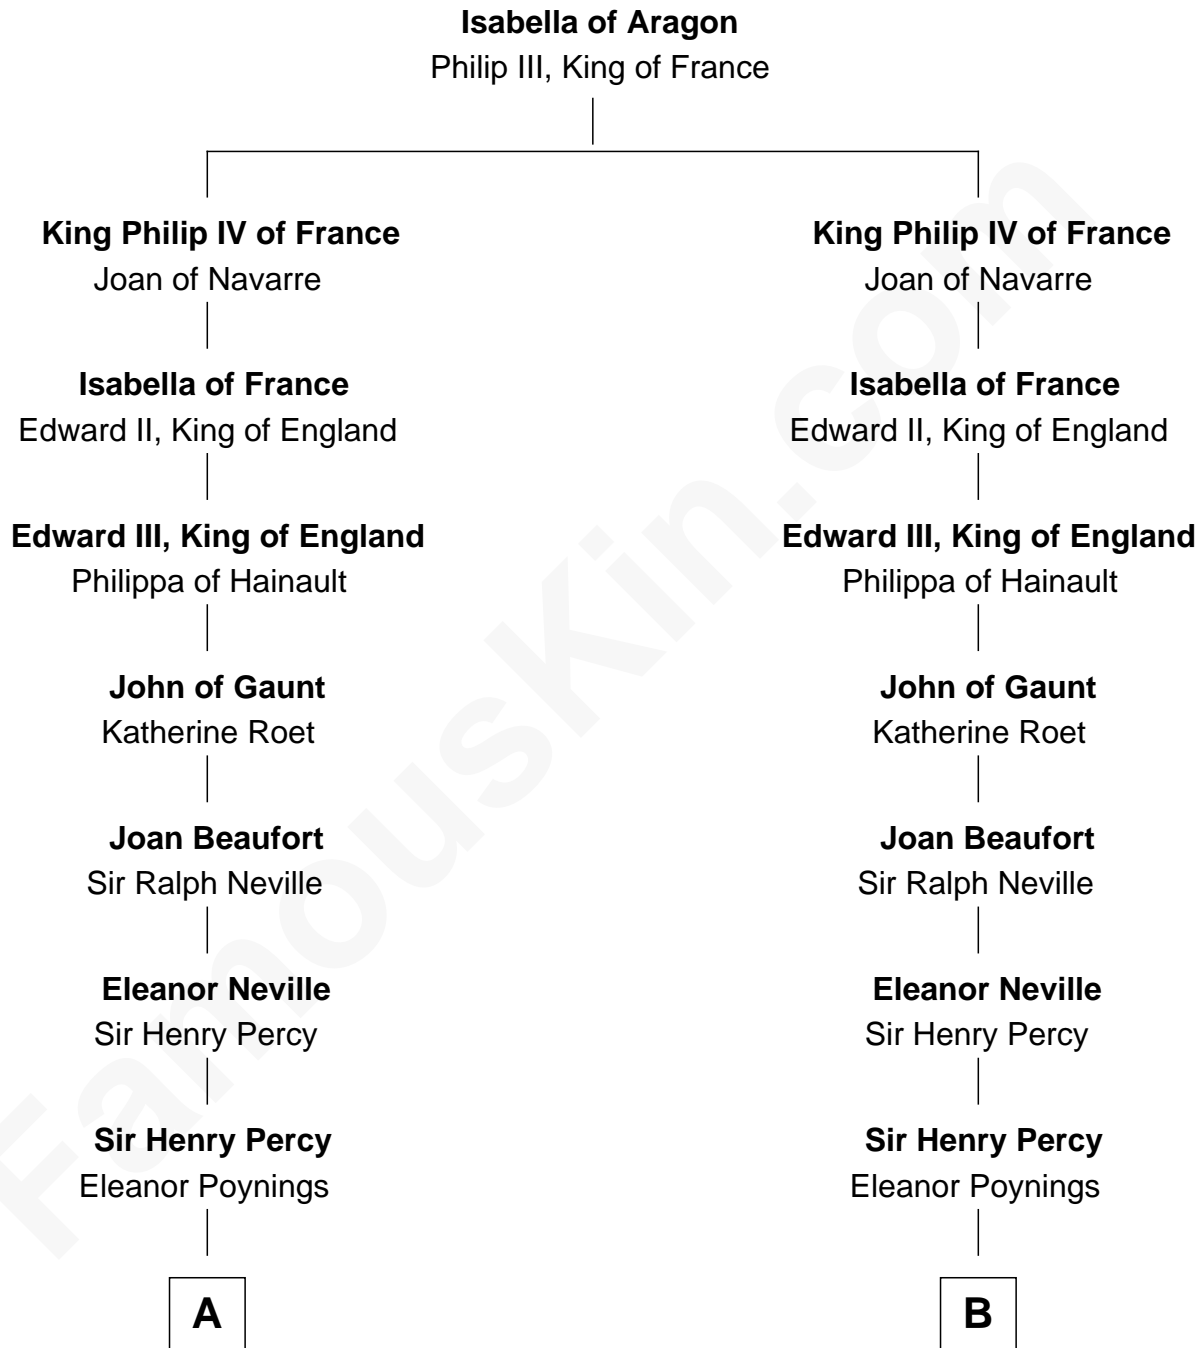 Isabella of Aragon
Philip III, King of France
King Philip IV of France
Joan of Navarre
Isabella of France
Edward II, King of England
Edward III, King of England
Philippa of Hainault
John of Gaunt
Katherine Roet
Joan Beaufort
Sir Ralph Neville
Eleanor Neville
Sir Henry Percy
Sir Henry Percy
Eleanor Poynings
A
King Philip IV of France
Joan of Navarre
Isabella of France
Edward II, King of England
Edward III, King of England
Philippa of Hainault
John of Gaunt
Katherine Roet
Joan Beaufort
Sir Ralph Neville
Eleanor Neville
Sir Henry Percy
Sir Henry Percy
Eleanor Poynings
B
FamousKin.com